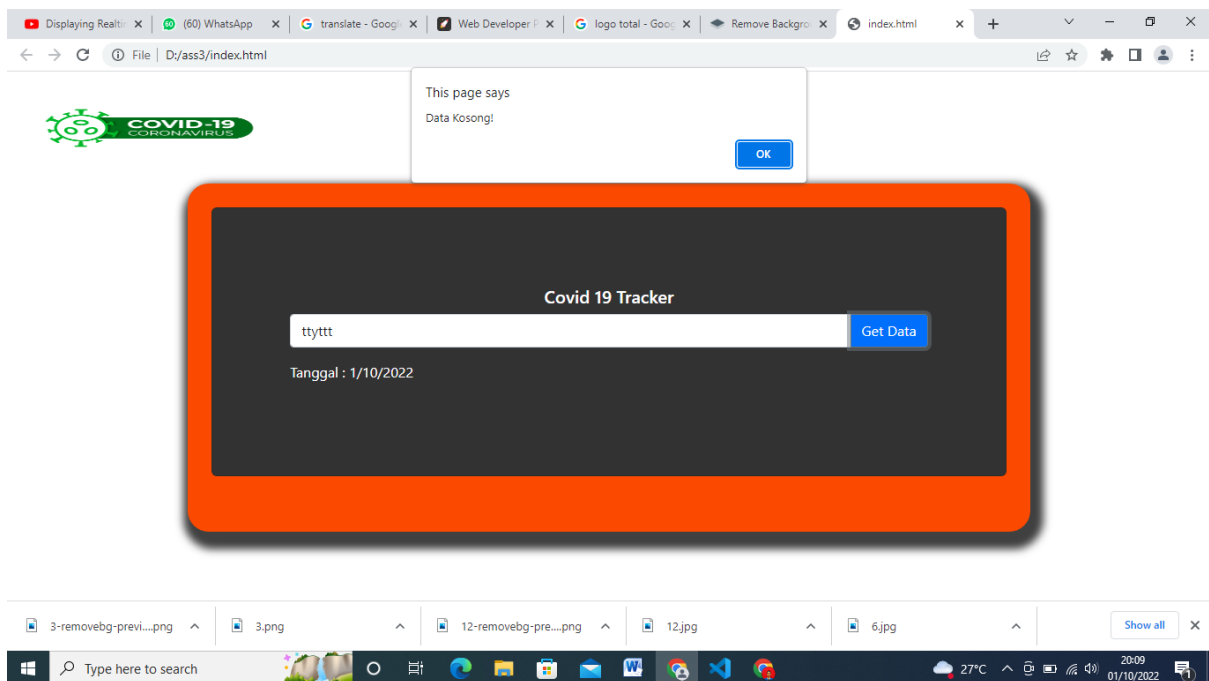 Displaying Realtir
(60) WhatsApp
translate - Googl
Web Developer F
logo total - Goog
Remove Backgro
index.html
File D:/ass3/index.html
This page says
Data Kosong!
OK
COVID-19
CORONAVIRUS
Covid 19 Tracker
ttyttt
Get Data
Tanggal : 1/10/2022
3-removebg-previ....png
3.png
12-removebg-pre....png
12.jpg
6.jpg
Show all
Type here to search
27°C
20:09
01/10/2022